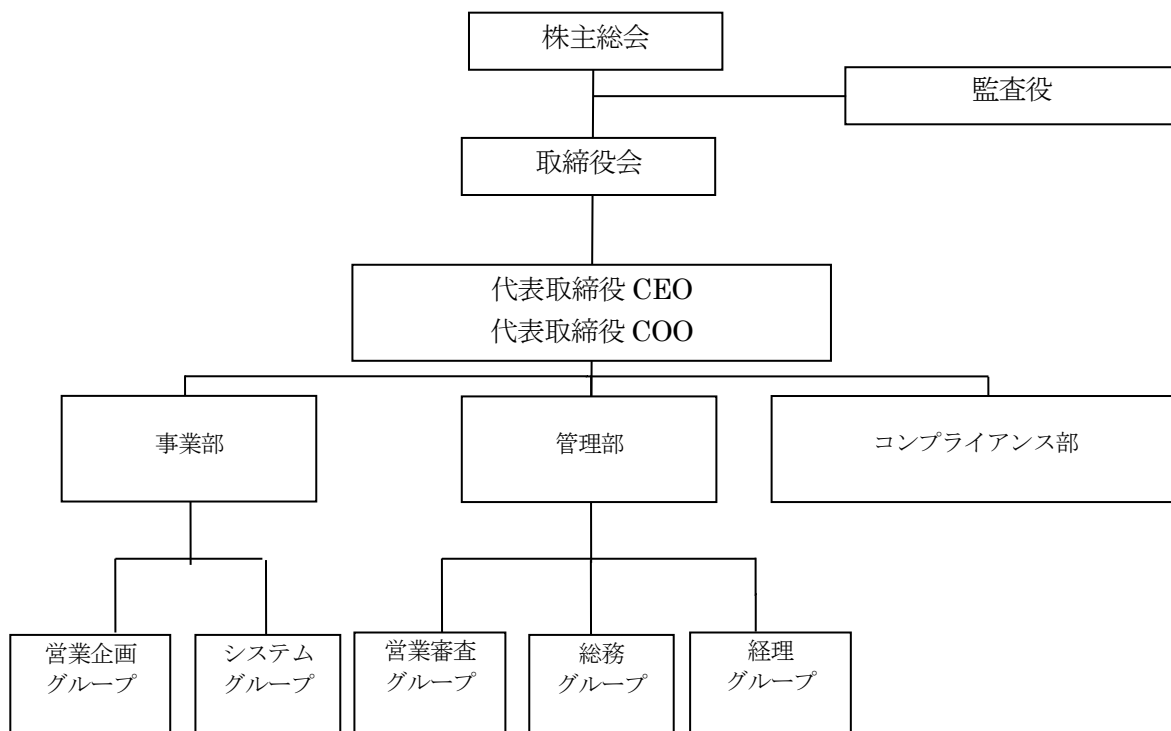 株主総会
監査役
取締役会
代表取締役 CEO
代表取締役 COO
事業部
管理部
コンプライアンス部
営業企画
グループ
システム
グループ
営業審査
グループ
総務
グループ
経理
グループ